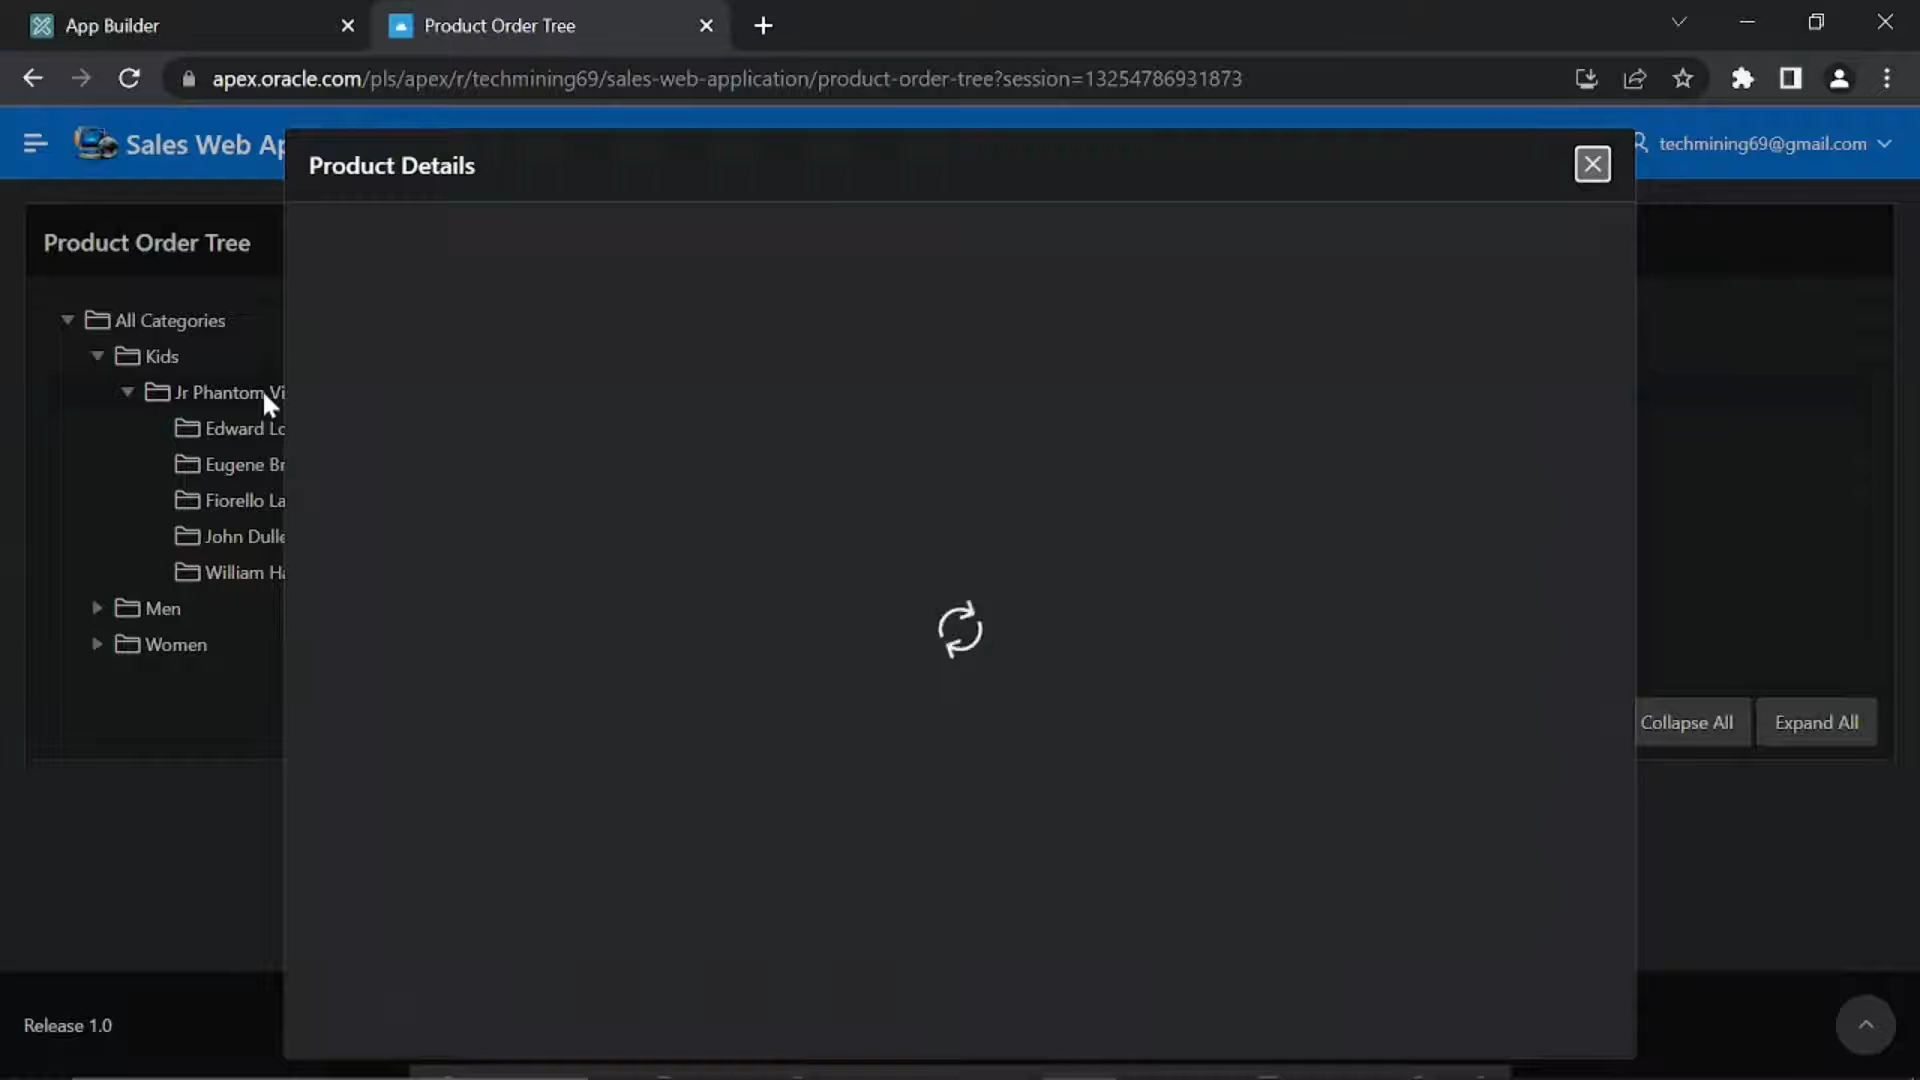 App Builder
Product Order Tree
apex.oracle.com/pls/apex/r/techmining69/sales-web-application/product-order-tree?session=13254786931873
Sales Web Ap
Product Details
techmining69@gmail.com
Product Order Tree
All Categories
Kids
Jr Phantom Vi
Edward Lo
Eugene Br
Fiorello La
John Dulle
William Ha
Men
Women
Collapse All
Expand All
Release 1.0